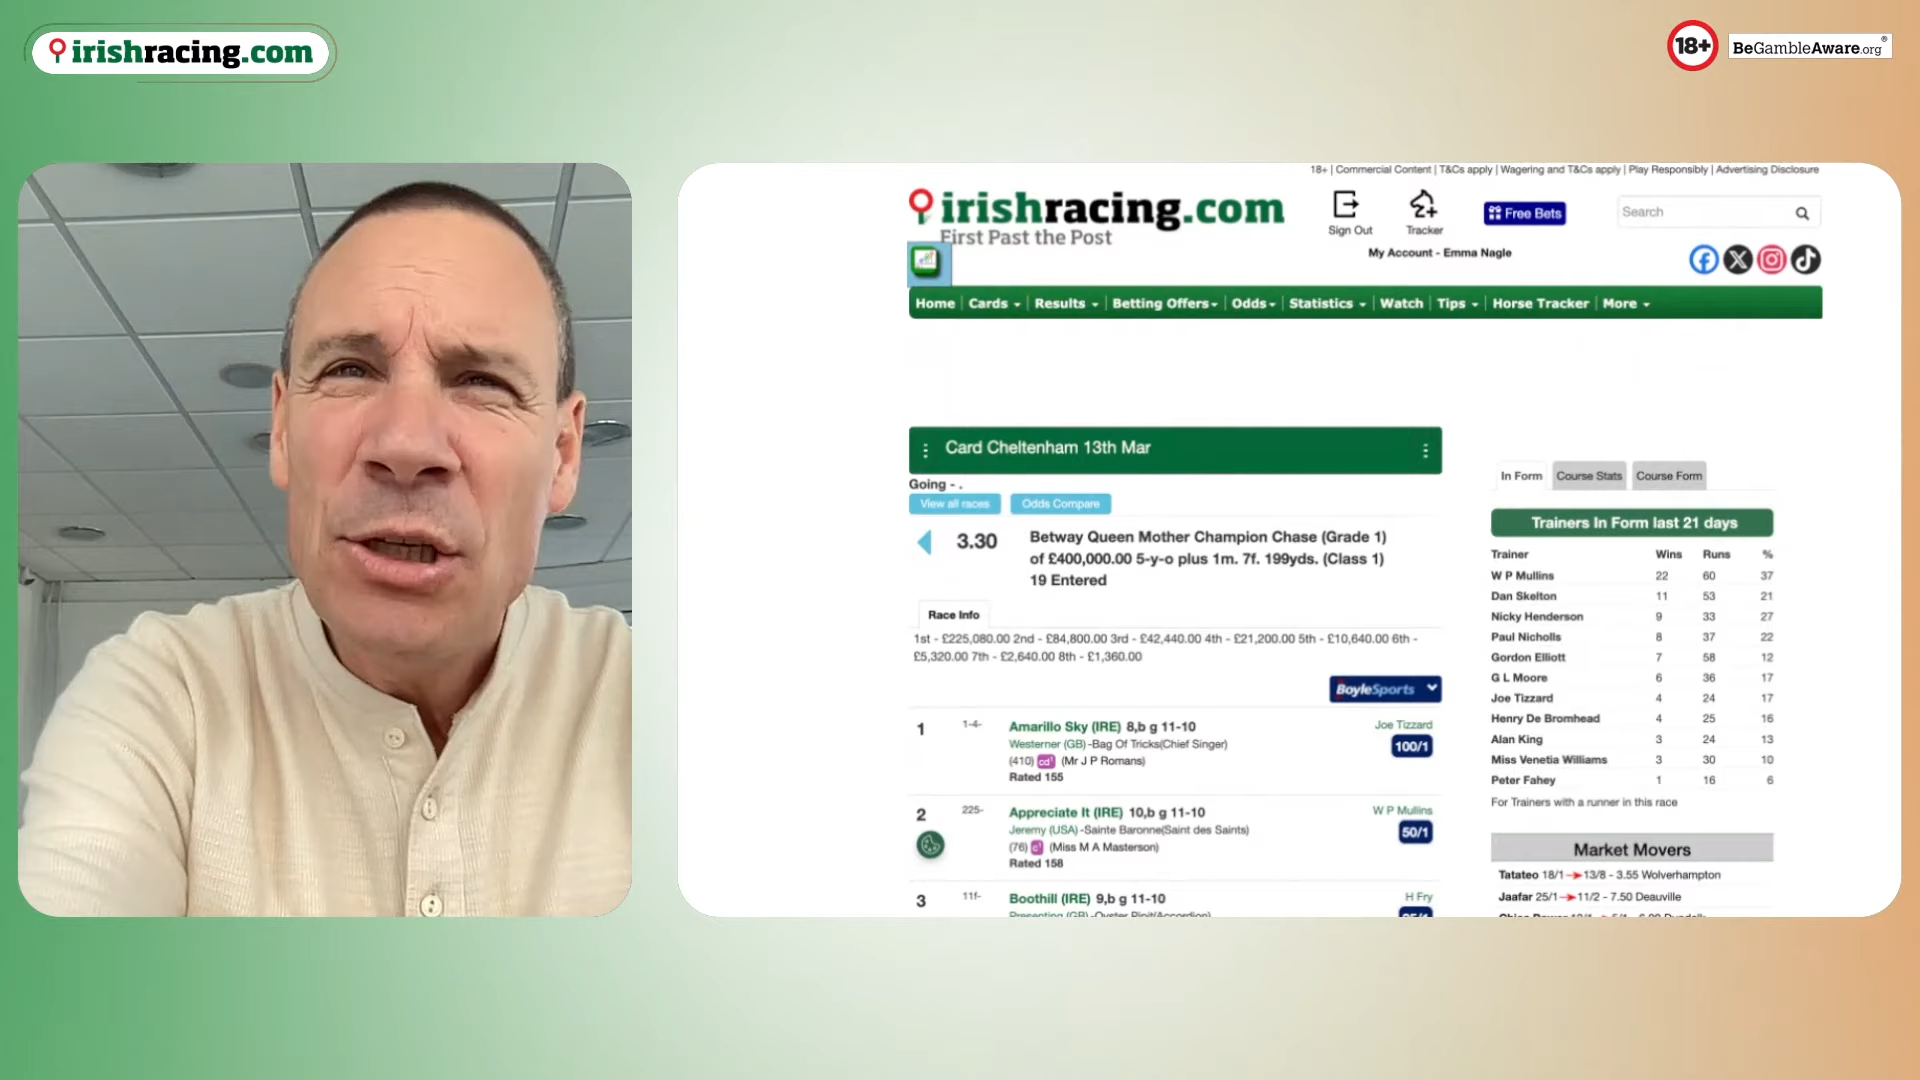 irishracing.com
18+
BeGambleAware.org®
18+ | Commercial Content | T&Cs apply | Wagering and T&Cs apply | Play Responsibly | Advertising Disclosure
irishracing.com
First Past the Post
Sign Out
Tracker
Free Bets
Search
My Account - Emma Nagle
Home | Cards | Results | Betting Offers | Odds | Statistics | Watch | Tips | Horse Tracker | More
Card Cheltenham 13th Mar
Going - .
View all races
Odds Compare
3.30
Betway Queen Mother Champion Chase (Grade 1)
of £400,000.00 5-y-o plus 1m. 7f. 199yds. (Class 1)
19 Entered
Race Info
1st - £225,080.00 2nd - £84,800.00 3rd - £42,440.00 4th - £21,200.00 5th - £10,640.00 6th -
£5,320.00 7th - £2,640.00 8th - £1,360.00
BoyleSports
1 1-4- Amarillo Sky (IRE) 8,b g 11-10 Joe Tizzard
Westerner (GB) -Bag Of Tricks(Chief Singer) 100/1
(410) cd¹ (Mr J P Romans)
Rated 155
2 225- Appreciate It (IRE) 10,b g 11-10 W P Mullins
Jeremy (USA) -Sainte Baronne(Saint des Saints) 50/1
(76) c¹ (Miss M A Masterson)
Rated 158
3 11f- Boothill (IRE) 9,b g 11-10 H Fry
In Form
Course Stats
Course Form
Trainers In Form last 21 days
Trainer Wins Runs %
W P Mullins 22 60 37
Dan Skelton 11 53 21
Nicky Henderson 9 33 27
Paul Nicholls 8 37 22
Gordon Elliott 7 58 12
G L Moore 6 36 17
Joe Tizzard 4 24 17
Henry De Bromhead 4 25 16
Alan King 3 24 13
Miss Venetia Williams 3 30 10
Peter Fahey 1 16 6
For Trainers with a runner in this race
Market Movers
Tatateo 18/1 13/8 - 3.55 Wolverhampton
Jaafar 25/1 11/2 - 7.50 Deauville